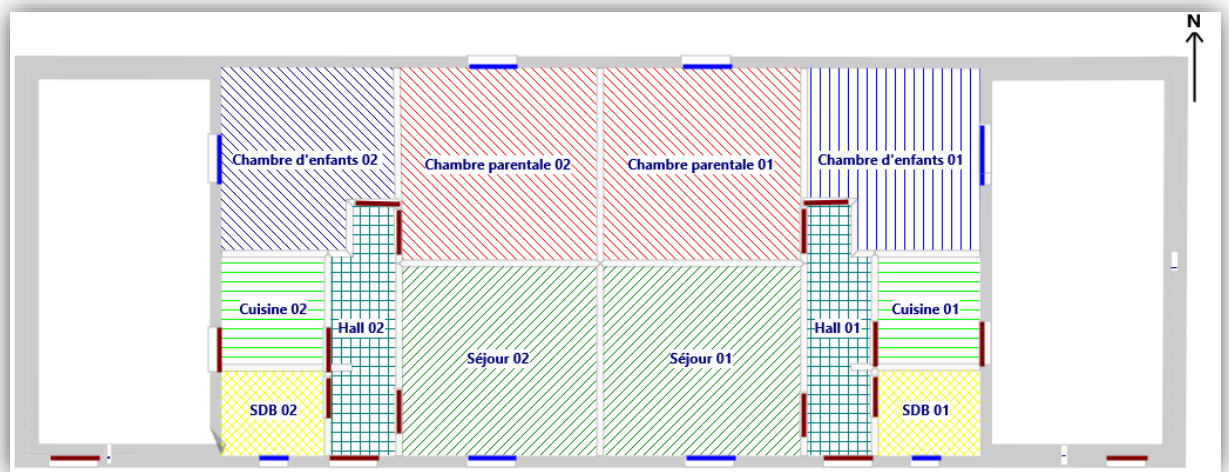 N
Chambre d'enfants 02
Chambre parentale 02
Chambre parentale 01
Chambre d'enfants 01
Cuisine 02
Hall 02
Séjour 02
Séjour 01
Hall 01
Cuisine 01
SDB 02
SDB 01